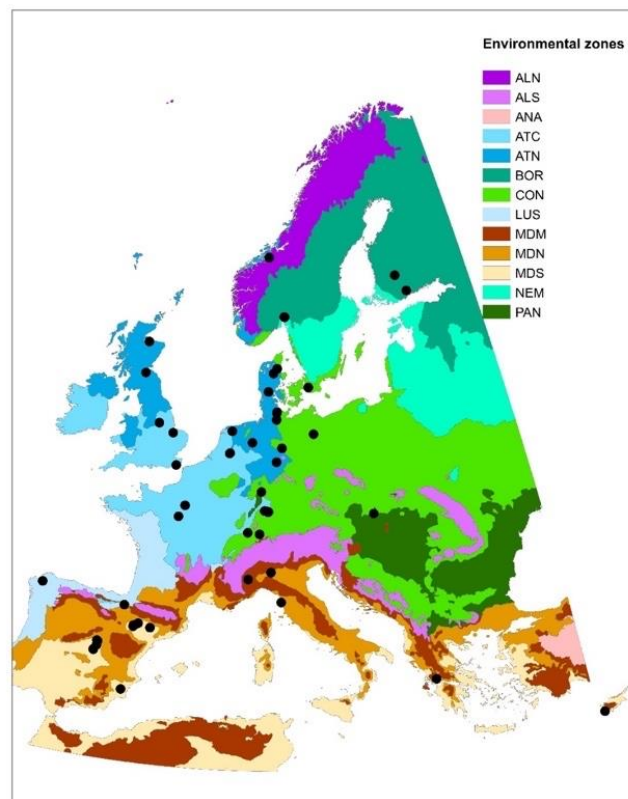 Environmental zones
ALN
ALS
ANA
ATC
ATN
BOR
CON
LUS
MDM
MDN
MDS
NEM
PAN